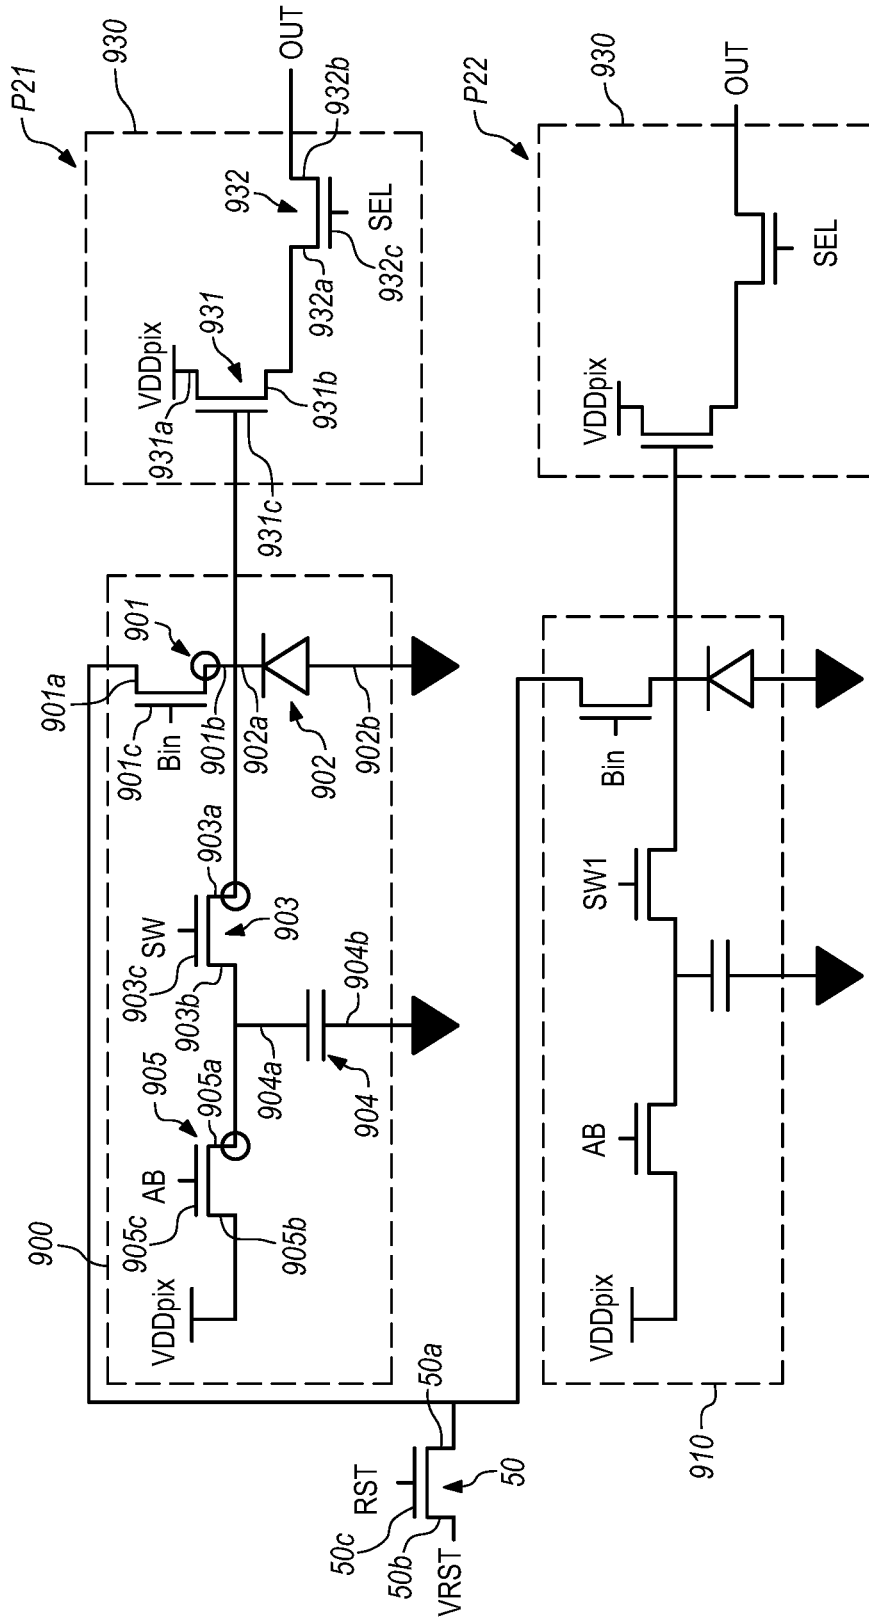 P21
930
OUT
932b
932
SEL
932c
932a
VDDpix
931
931a
931b
931c
901
901a
901c
Bin
901b
902a
902
902b
903a
SW
903
903c
903b
904b
904a
904
905
905a
AB
905c
905b
VDDpix
900
50a
RST
50
50c
50b
VRST
P22
930
OUT
SEL
VDDpix
Bin
SW1
AB
VDDpix
910